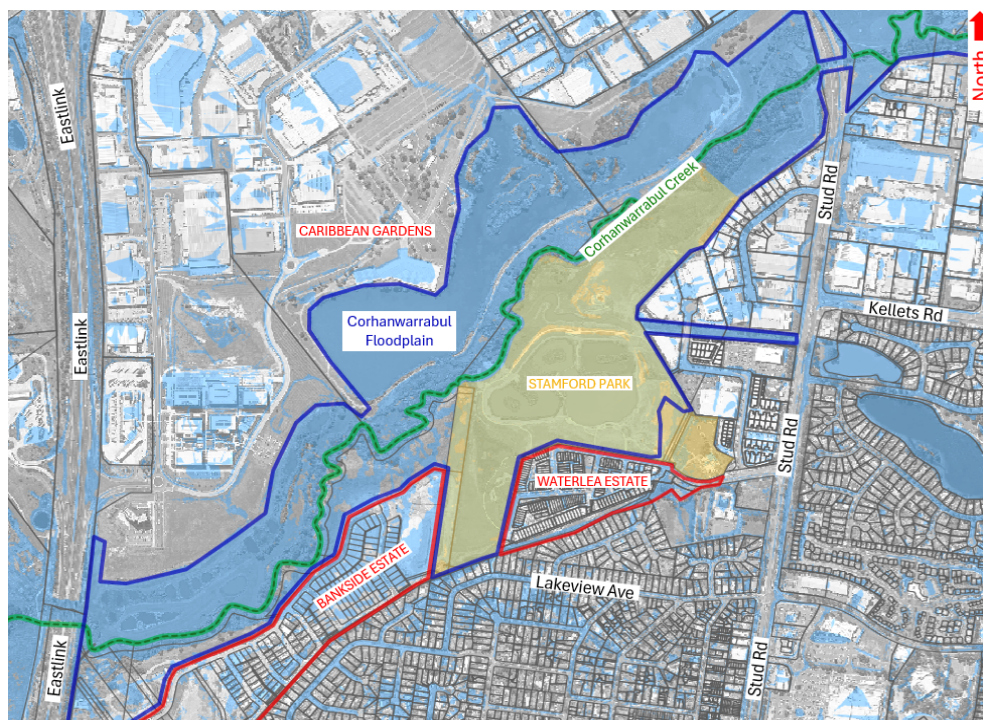 North
Eastlink
Stud Rd
Corhanwarrabul Creek
CARIBBEAN GARDENS
Kellets Rd
Corhanwarrabul
Floodplain
Eastlink
STAMFORD PARK
Stud Rd
WATERLEA ESTATE
BANKSIDE ESTATE
Lakeview Ave
Eastlink
Stud Rd